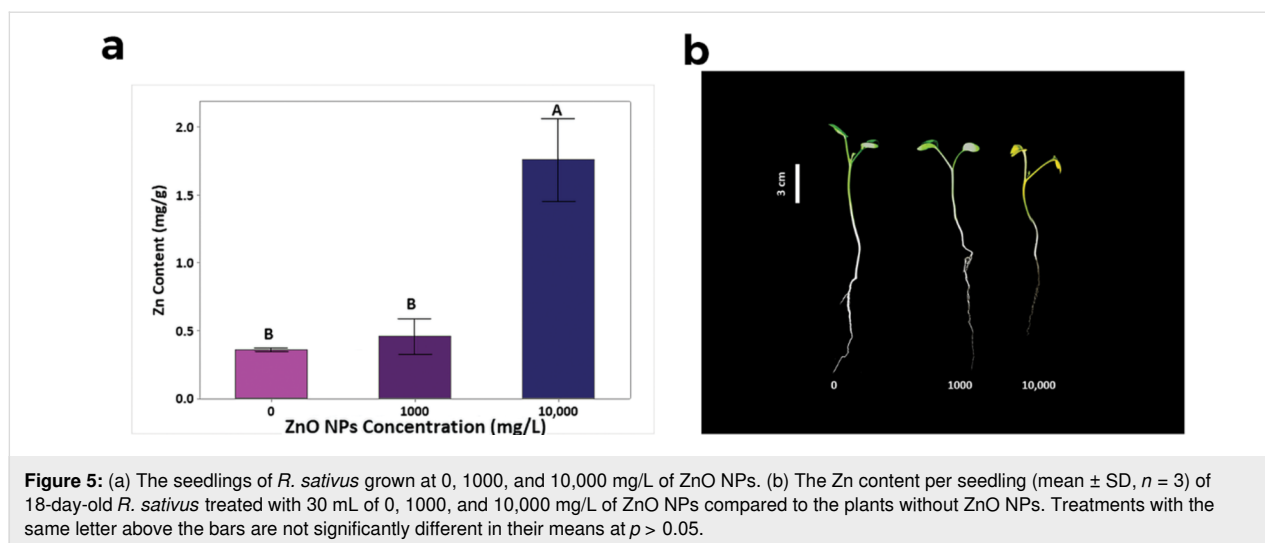 a
b
2.0
1.5
1.0
0.5
0.0
Zn Content (mg/g)
A
B
B
0
1000
10,000
ZnO NPs Concentration (mg/L)
3 cm
0
1000
10,000
Figure 5: (a) The seedlings of R. sativus grown at 0, 1000, and 10,000 mg/L of ZnO NPs. (b) The Zn content per seedling (mean ± SD, n = 3) of
18-day-old R. sativus treated with 30 mL of 0, 1000, and 10,000 mg/L of ZnO NPs compared to the plants without ZnO NPs. Treatments with the
same letter above the bars are not significantly different in their means at p > 0.05.